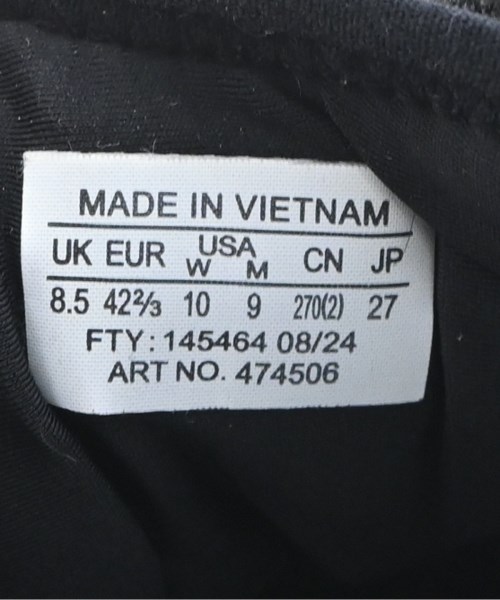 MADE IN VIETNAM
UK EUR USA W M CN JP
8.5 42⅔ 10 9 270(2) 27
FTY: 145464 08/24
ART NO. 474506